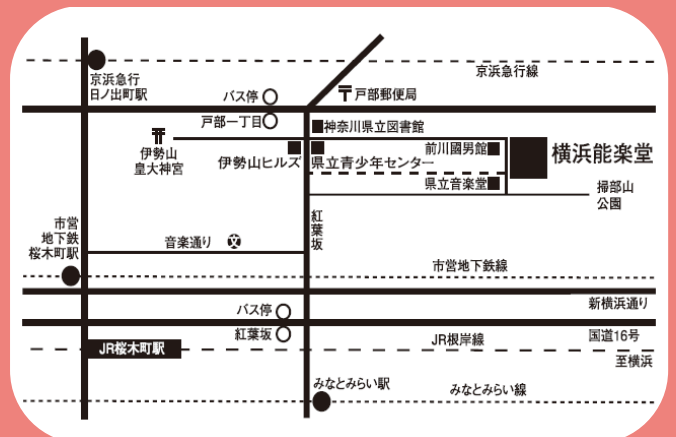 京浜急行線
京浜急行
日ノ出町駅
バス停
戸部郵便局
戸部一丁目
神奈川県立図書館
伊勢山
皇大神宮
伊勢山ヒルズ
県立青少年センター
前川國男館
横浜能楽堂
県立音楽堂
掃部山
公園
紅葉坂
市営
地下鉄
桜木町駅
音楽通り
文
市営地下鉄線
新横浜通り
バス停
紅葉坂
JR根岸線
国道16号
JR桜木町駅
至横浜
みなとみらい駅
みなとみらい線